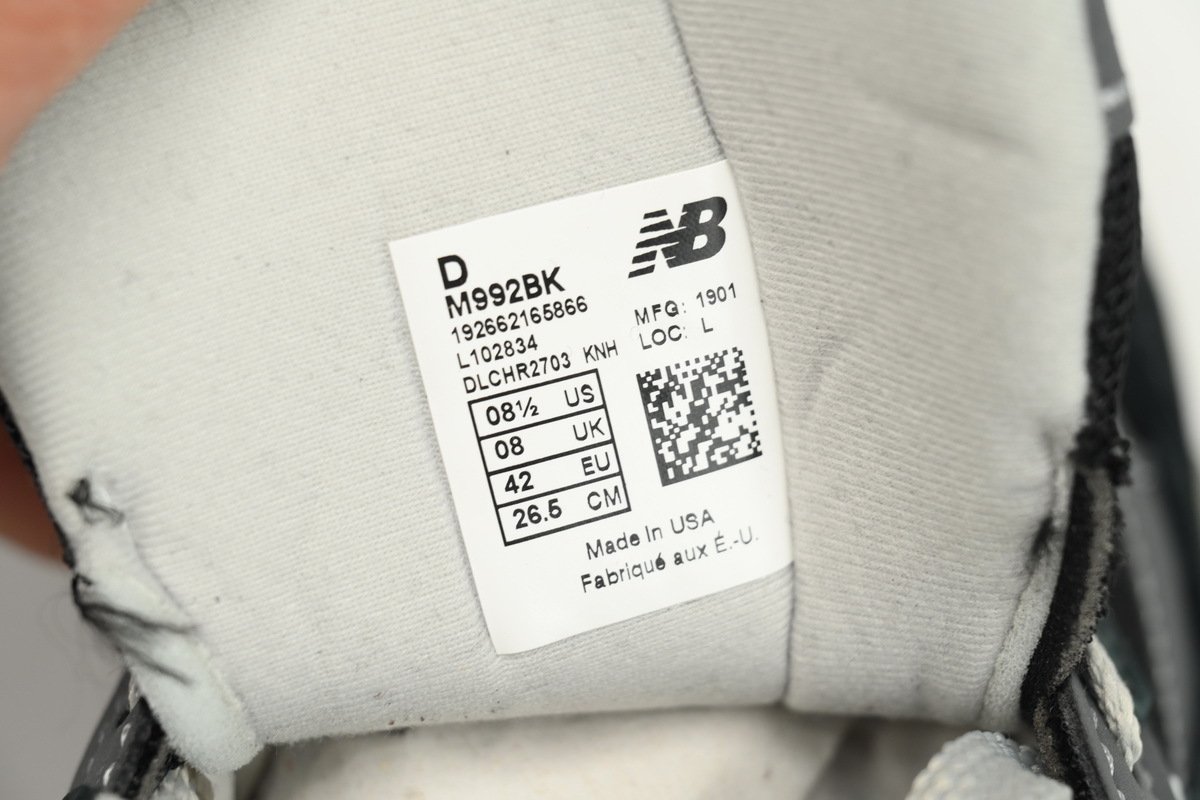 D
NB
M992BK
192662165866
MFG: 1901
L102834
LOC: L
DLCHR2703 KNH
08½ US
08 UK
42 EU
26.5 CM
Made In USA
Fabriqué aux É.-U.